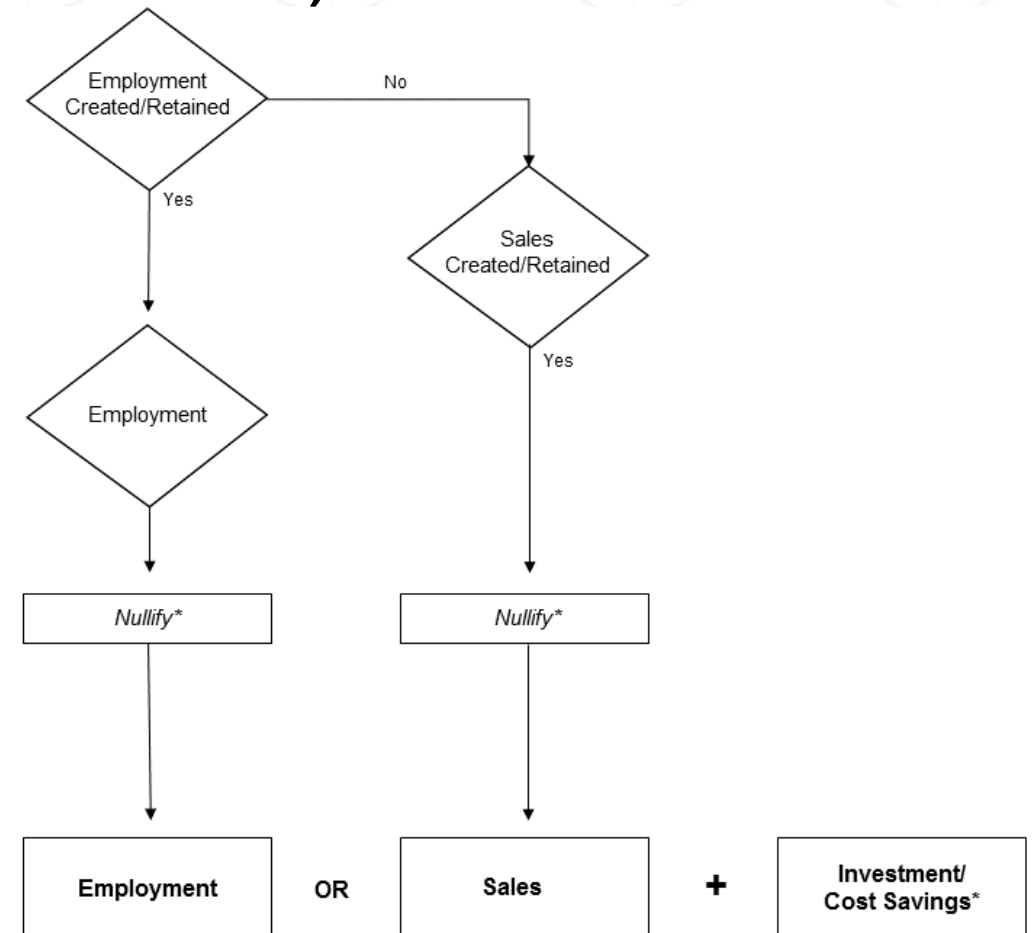 Employment
Created/Retained
No
Yes
Sales
Created/Retained
Yes
Employment
Nullify*
Nullify*
Employment
OR
Sales
+
Investment/
Cost Savings*